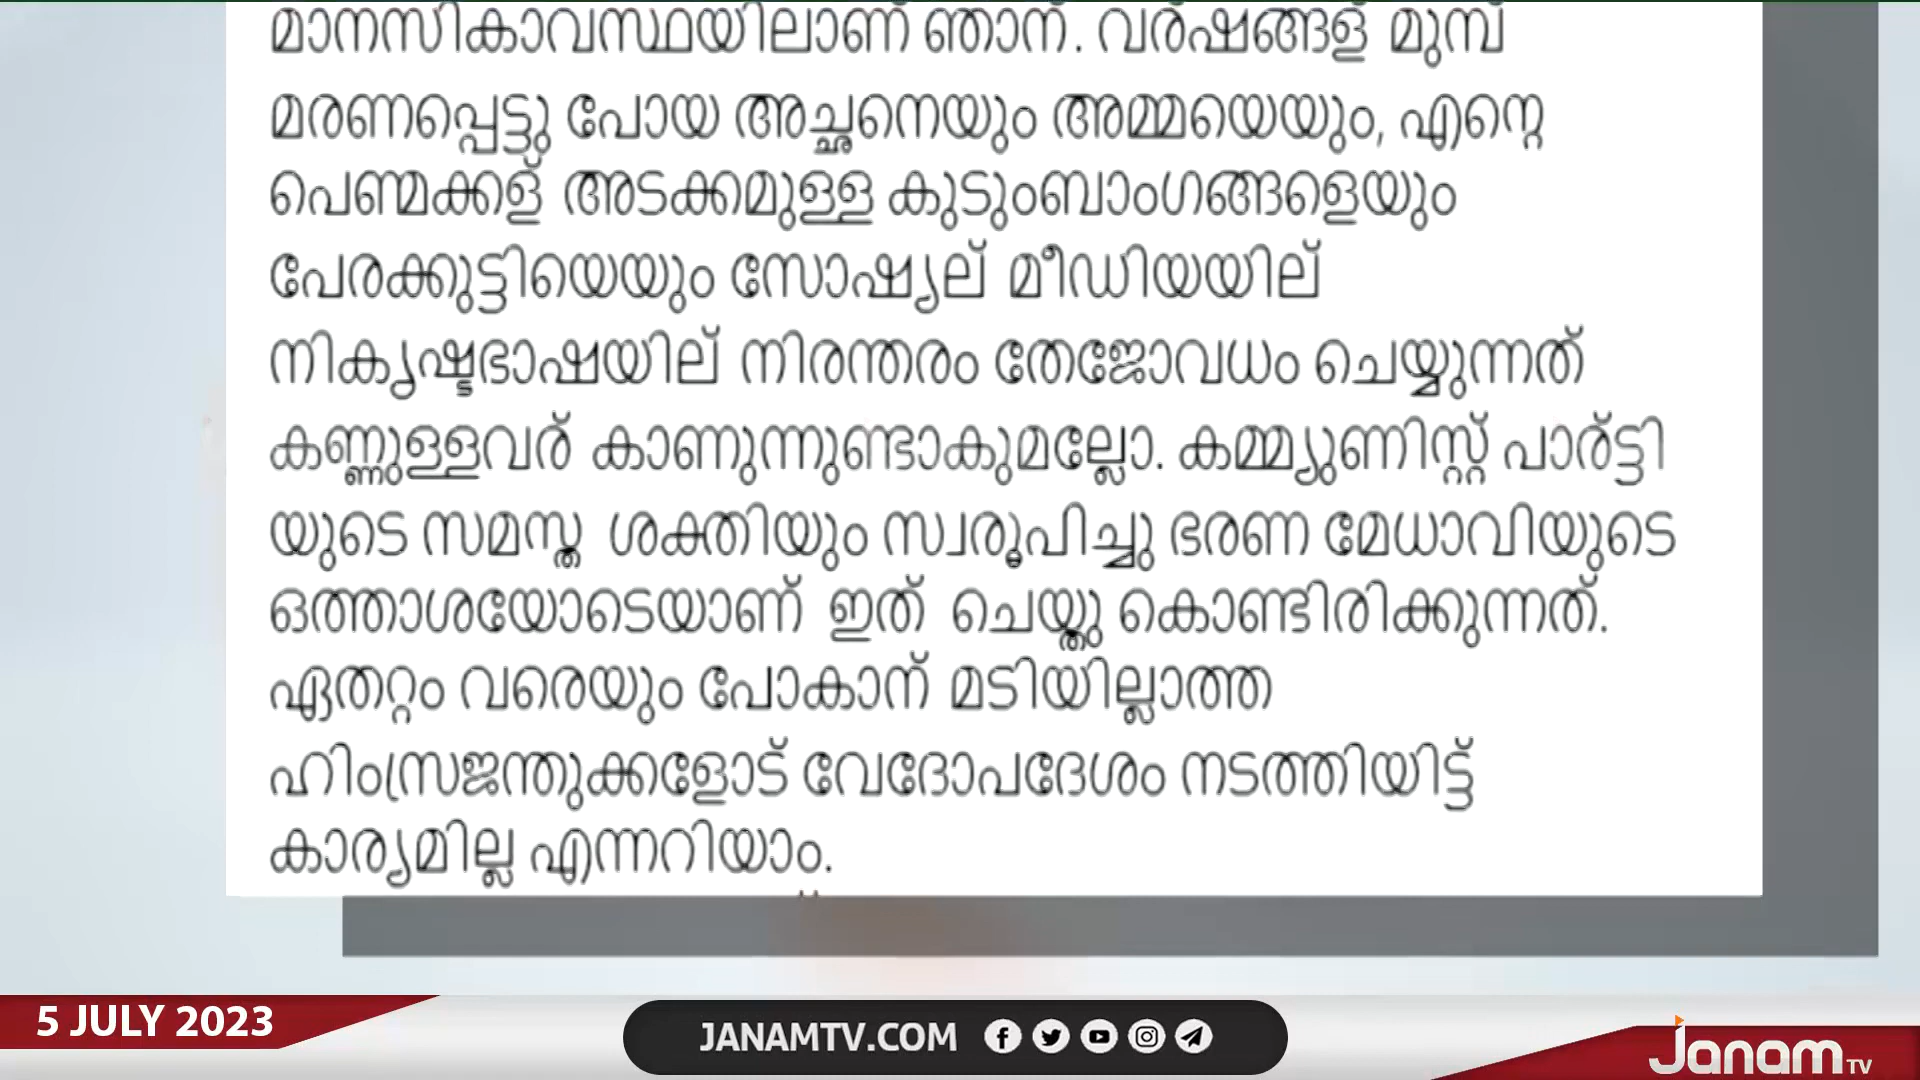 മാനസികാവസ്ഥയിലാണ് ഞാന്. വര്ഷങ്ങള് മുമ്പ്
മരണപ്പെട്ടു പോയ അച്ഛനെയും അമ്മയെയും, എന്റെ
പെണ്മക്കള് അടക്കമുള്ള കുടുംബാംഗങ്ങളെയും
പേരക്കുട്ടിയെയും സോഷ്യല് മീഡിയയില്
നികൃഷ്ടഭാഷയില് നിരന്തരം തേജോവധം ചെയ്യുന്നത്
കണ്ണുള്ളവര് കാണുന്നുണ്ടാകുമല്ലോ. കമ്മ്യുണിസ്റ്റ് പാര്ട്ടി
യുടെ സമസ്ത ശക്തിയും സ്വരൂപിച്ചു ഭരണ മേധാവിയുടെ
ഒത്താശയോടെയാണ് ഇത് ചെയ്തു കൊണ്ടിരിക്കുന്നത്.
ഏതറ്റം വരെയും പോകാന് മടിയില്ലാത്ത
ഹിംസ്രജന്തുക്കളോട് വേദോപദേശം നടത്തിയിട്ട്
കാര്യമില്ല എന്നറിയാം.
5 JULY 2023
JANAMTV.COM
Janam TV